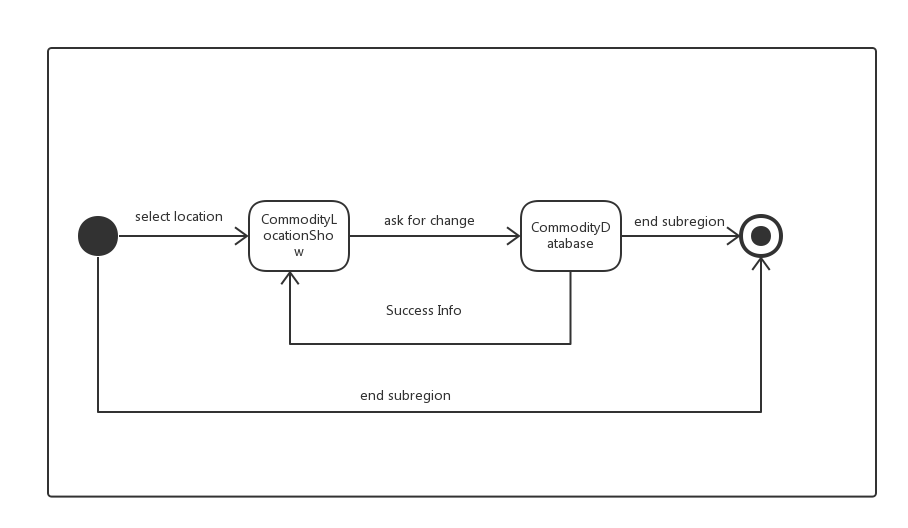 select location
CommodityL
ocationSho
w
ask for change
CommodityD
atabase
end subregion
Success Info
end subregion